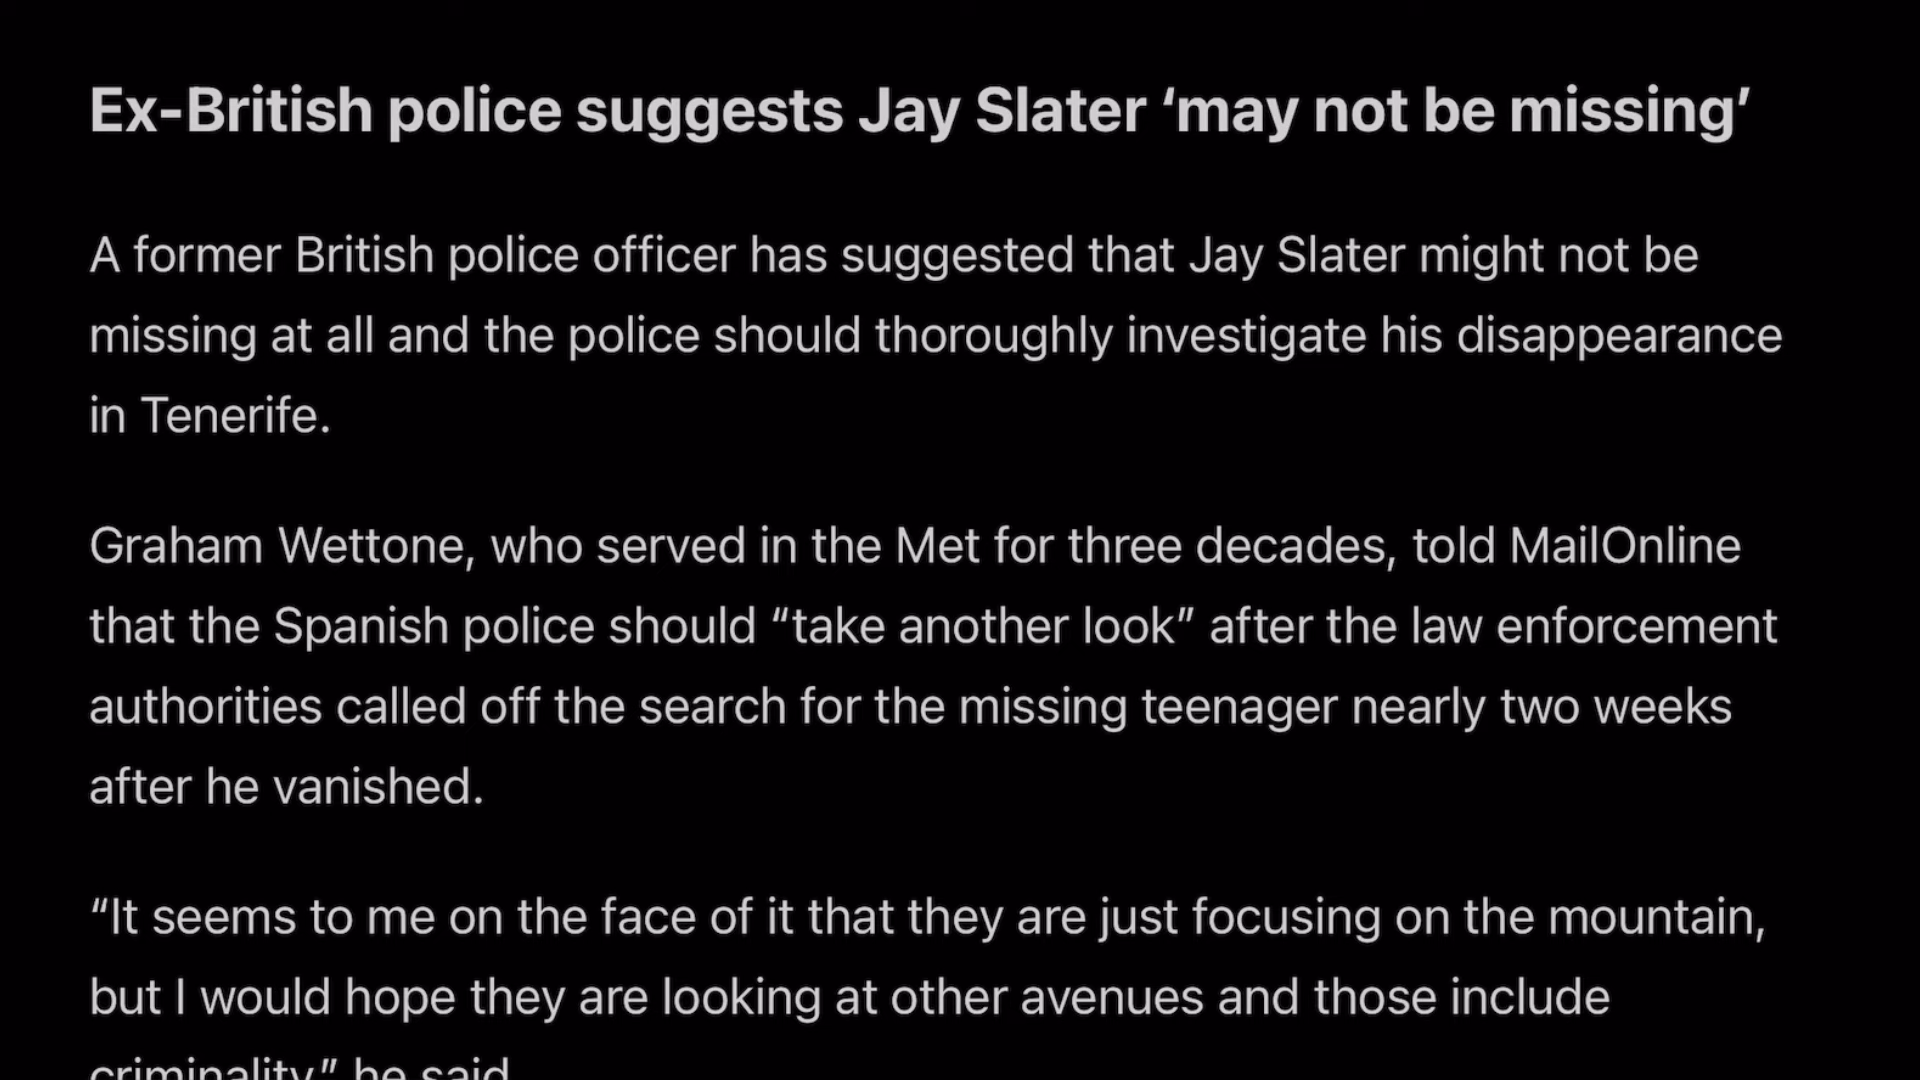 Ex-British police suggests Jay Slater ‘may not be missing’
A former British police officer has suggested that Jay Slater might not be
missing at all and the police should thoroughly investigate his disappearance
in Tenerife.
Graham Wettone, who served in the Met for three decades, told MailOnline
that the Spanish police should “take another look” after the law enforcement
authorities called off the search for the missing teenager nearly two weeks
after he vanished.
“It seems to me on the face of it that they are just focusing on the mountain,
but I would hope they are looking at other avenues and those include
criminality,” he said